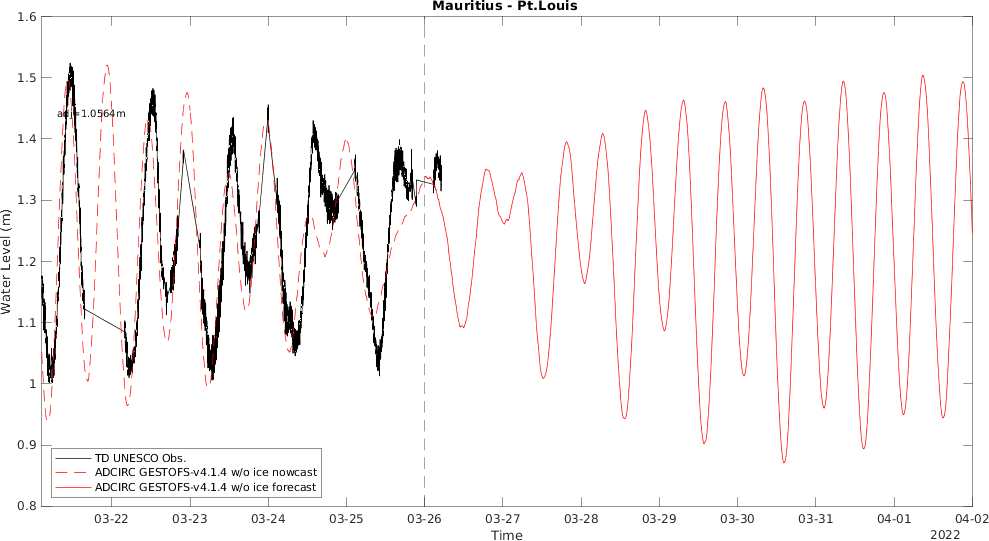 Mauritius - Pt.Louis
1.6
1.5
1.4
1.3
1.2
1.1
1
0.9
0.8
Water Level (m)
adj=1.0564m
TD UNESCO Obs.
ADCIRC GESTOFS-v4.1.4 w/o ice nowcast
ADCIRC GESTOFS-v4.1.4 w/o ice forecast
03-22 03-23 03-24 03-25 03-26 03-27 03-28 03-29 03-30 03-31 04-01 04-02
Time
2022